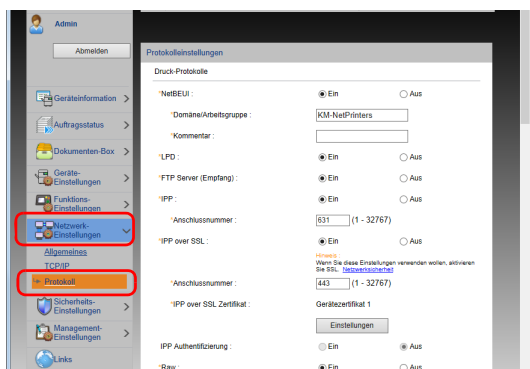 Admin
Abmelden
Geräteinformation
Auftragsstatus
Dokumenten-Box
Geräte-
Einstellungen
Funktions-
Einstellungen
Netzwerk-
Einstellungen
Allgemeines
TCP/IP
Protokoll
Sicherheits-
Einstellungen
Management-
Einstellungen
Links
Protokolleinstellungen
Druck-Protokolle
*NetBEUI : Ein Aus
*Domäne/Arbeitsgruppe : KM-NetPrinters
*Kommentar :
*LPD : Ein Aus
*FTP Server (Empfang) : Ein Aus
*IPP : Ein Aus
*Anschlussnummer : 631 (1 - 32767)
*IPP over SSL : Ein Aus
Hinweis :
Wenn Sie diese Einstellungen verwenden wollen, aktivieren
Sie SSL. Netzwerksicherheit
*Anschlussnummer : 443 (1 - 32767)
*IPP over SSL Zertifikat : Gerätezertifikat 1
Einstellungen
IPP Authentifizierung : Ein Aus
*Raw : Ein Aus